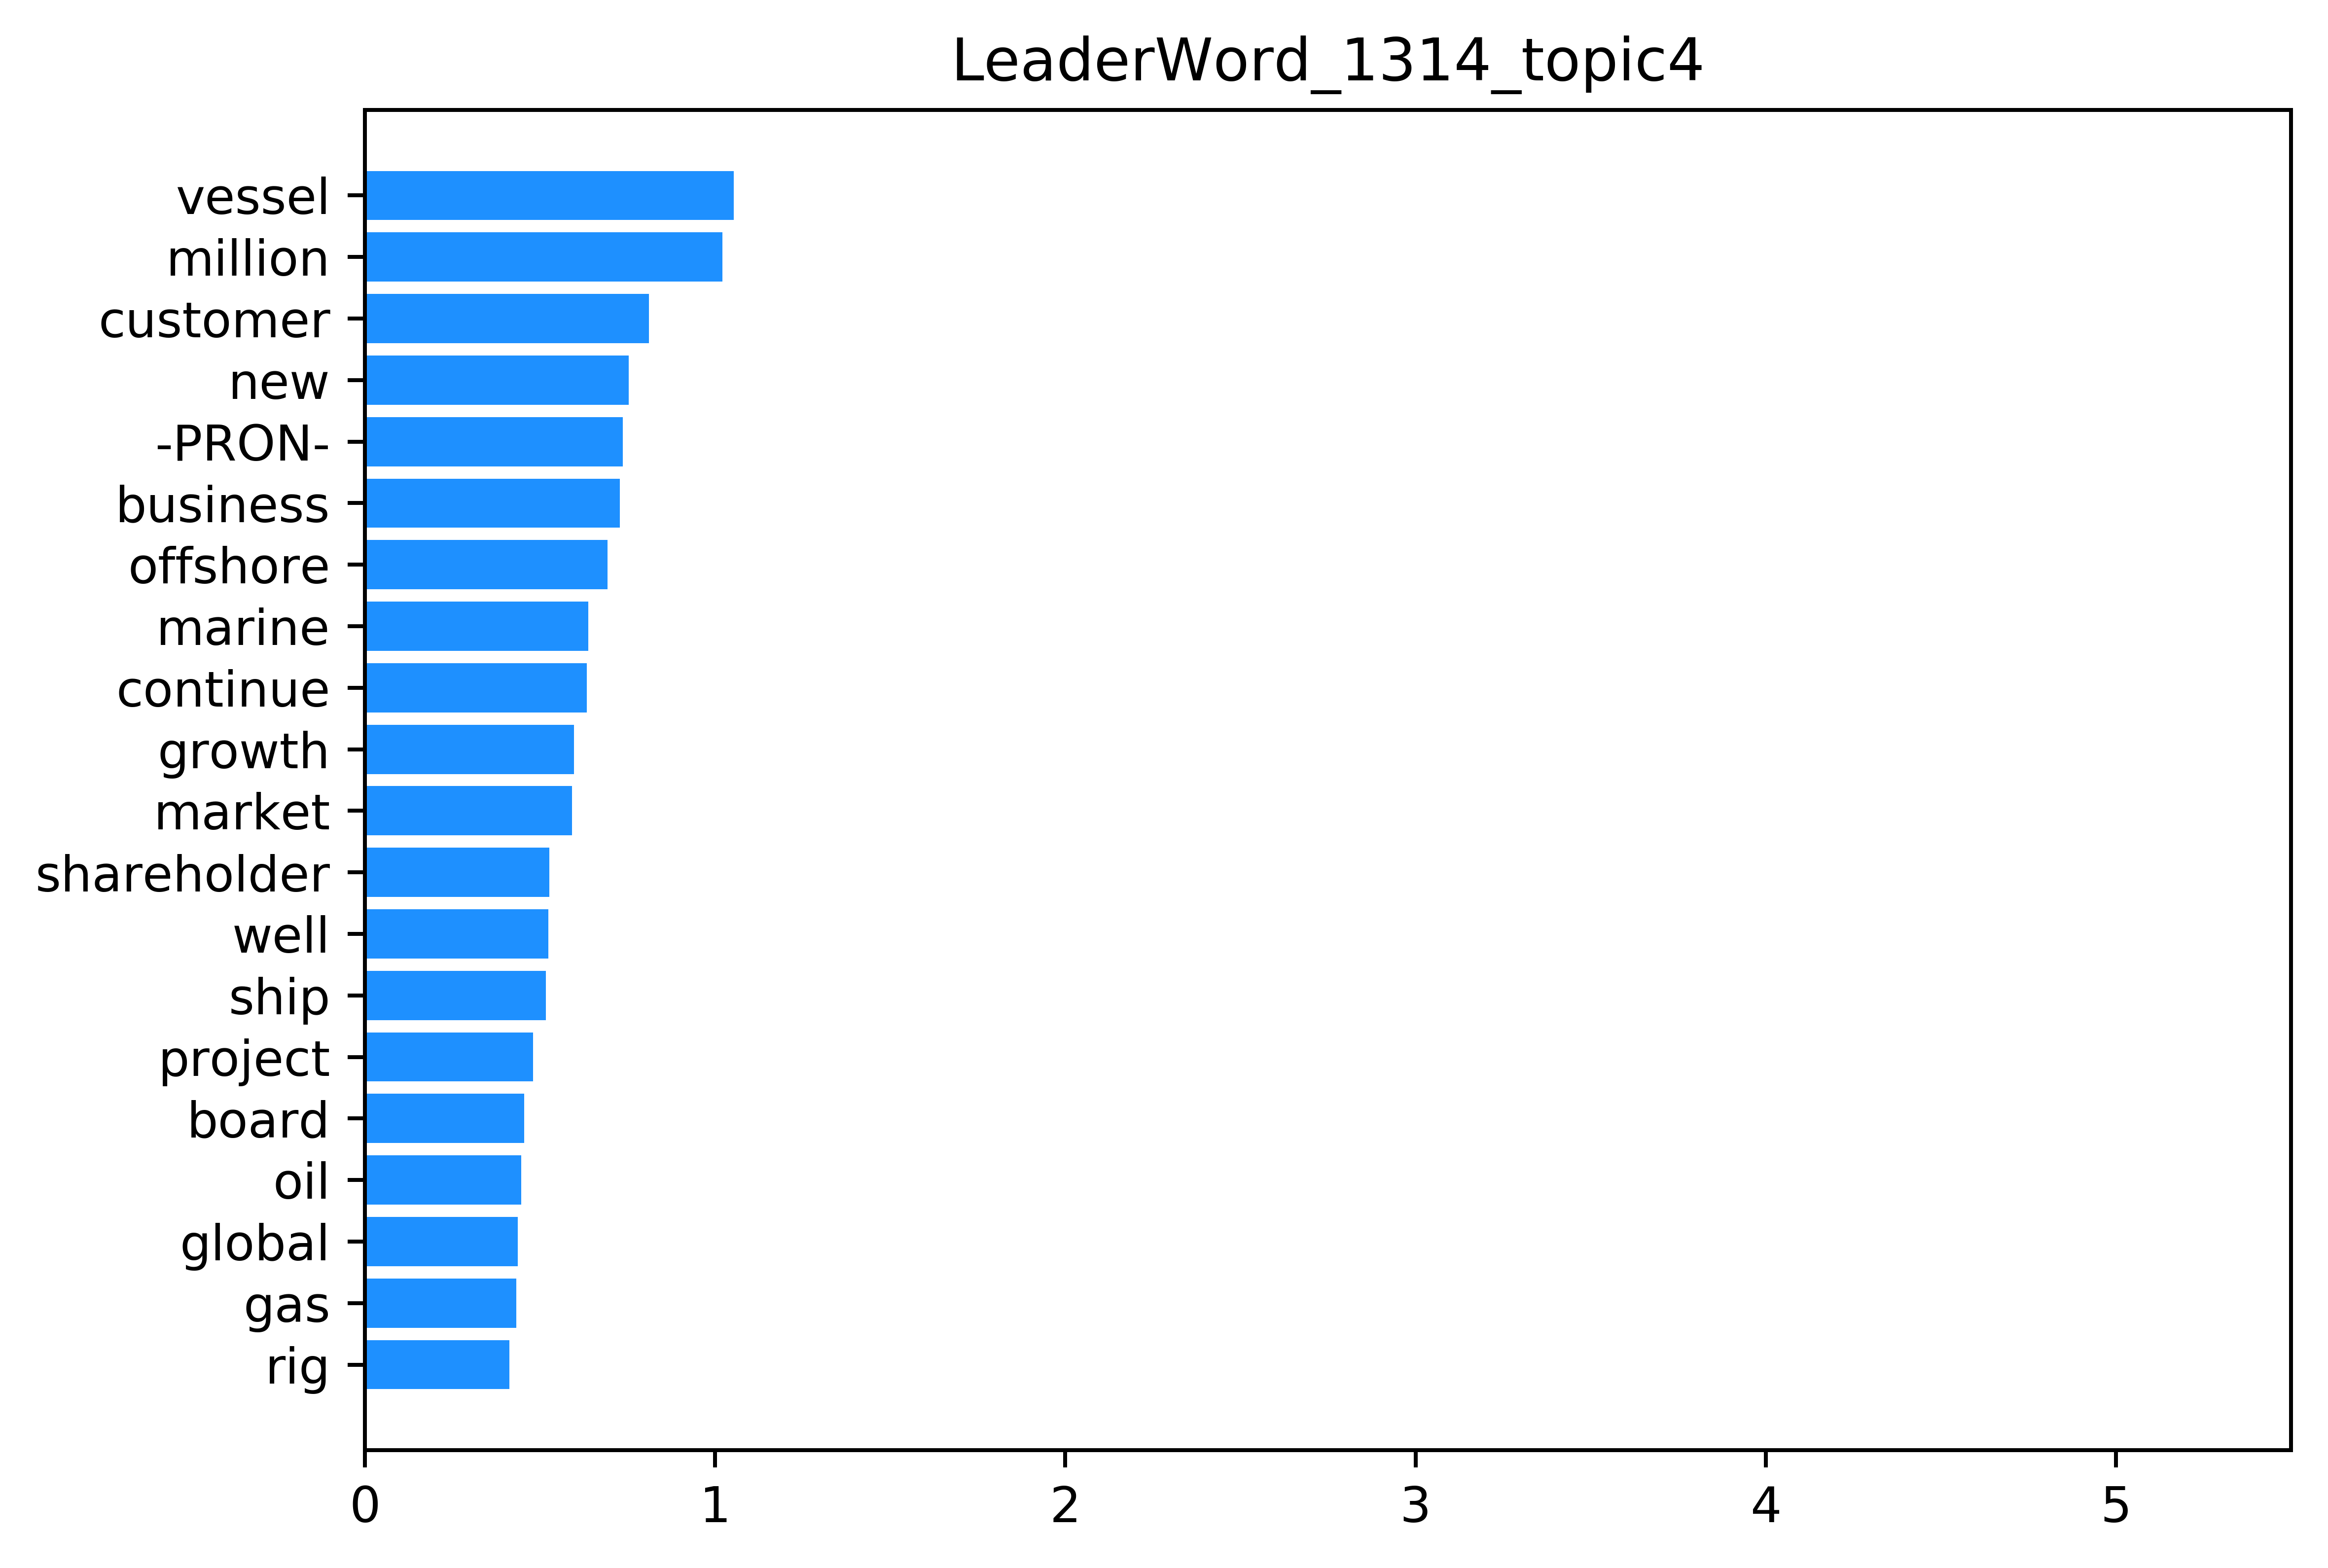 LeaderWord_1314_topic4
vessel
million
customer
new
-PRON-
business
offshore
marine
continue
growth
market
shareholder
well
ship
project
board
oil
global
gas
rig
0 1 2 3 4 5